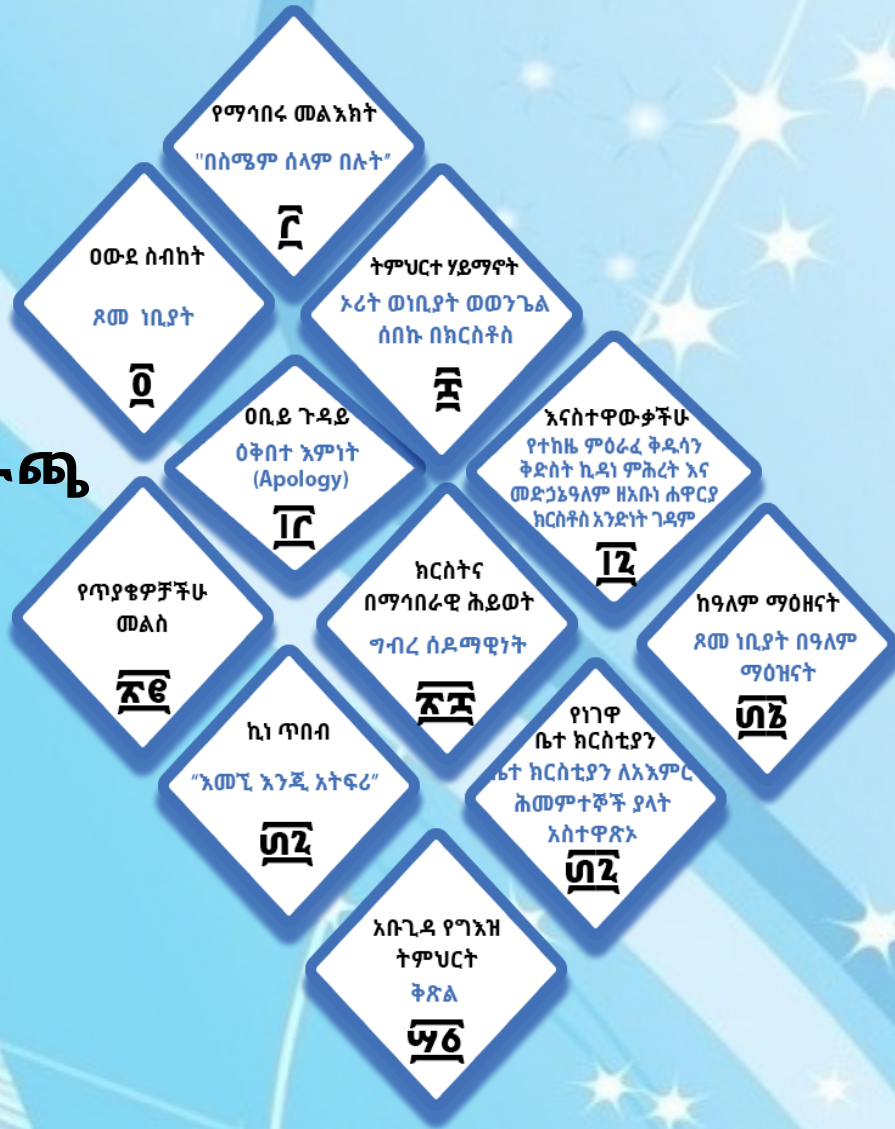 የማኅበሩ መልእክት
"በስሜም ሰላም በሉት"
፫
ዐውደ ስብከት
ጾመ ነቢያት
፬
ትምህርተ ሃይማኖት
ኦሪት ወነቢያት ወወንጌል
ሰበኩ በክርስቶስ
፰
ዐቢይ ጉዳይ
ዕቅበተ እምነት
(Apology)
፲፫
እናስተዋውቃችሁ
የተከዜ ምዕራፈ ቅዱሳን
ቅድስት ኪዳነ ምሕረት እና
መድኃኔዓለም ዘአቡነ ሐዋርያ
ክርስቶስ አንድነት ገዳም
፲፯
የጥያቄዎቻችሁ
መልስ
፳፪
ክርስትና
በማኅበራዊ ሕይወት
ግብረ ሰዶማዊነት
፳፰
ከዓለም ማዕዘናት
ጾመ ነቢያት በዓለም
ማዕዝናት
፴፮
ኪነ ጥበብ
“እመኚ እንጂ አትፍሪ”
፴፯
የነገዋ
ቤተ ክርስቲያን
ቤተ ክርስቲያን ለአእምሮ
ሕመምተኞች ያላት
አስተዋጽኦ
፴፯
አቡጊዳ የግእዝ
ትምህርት
ቅጽል
፵፩